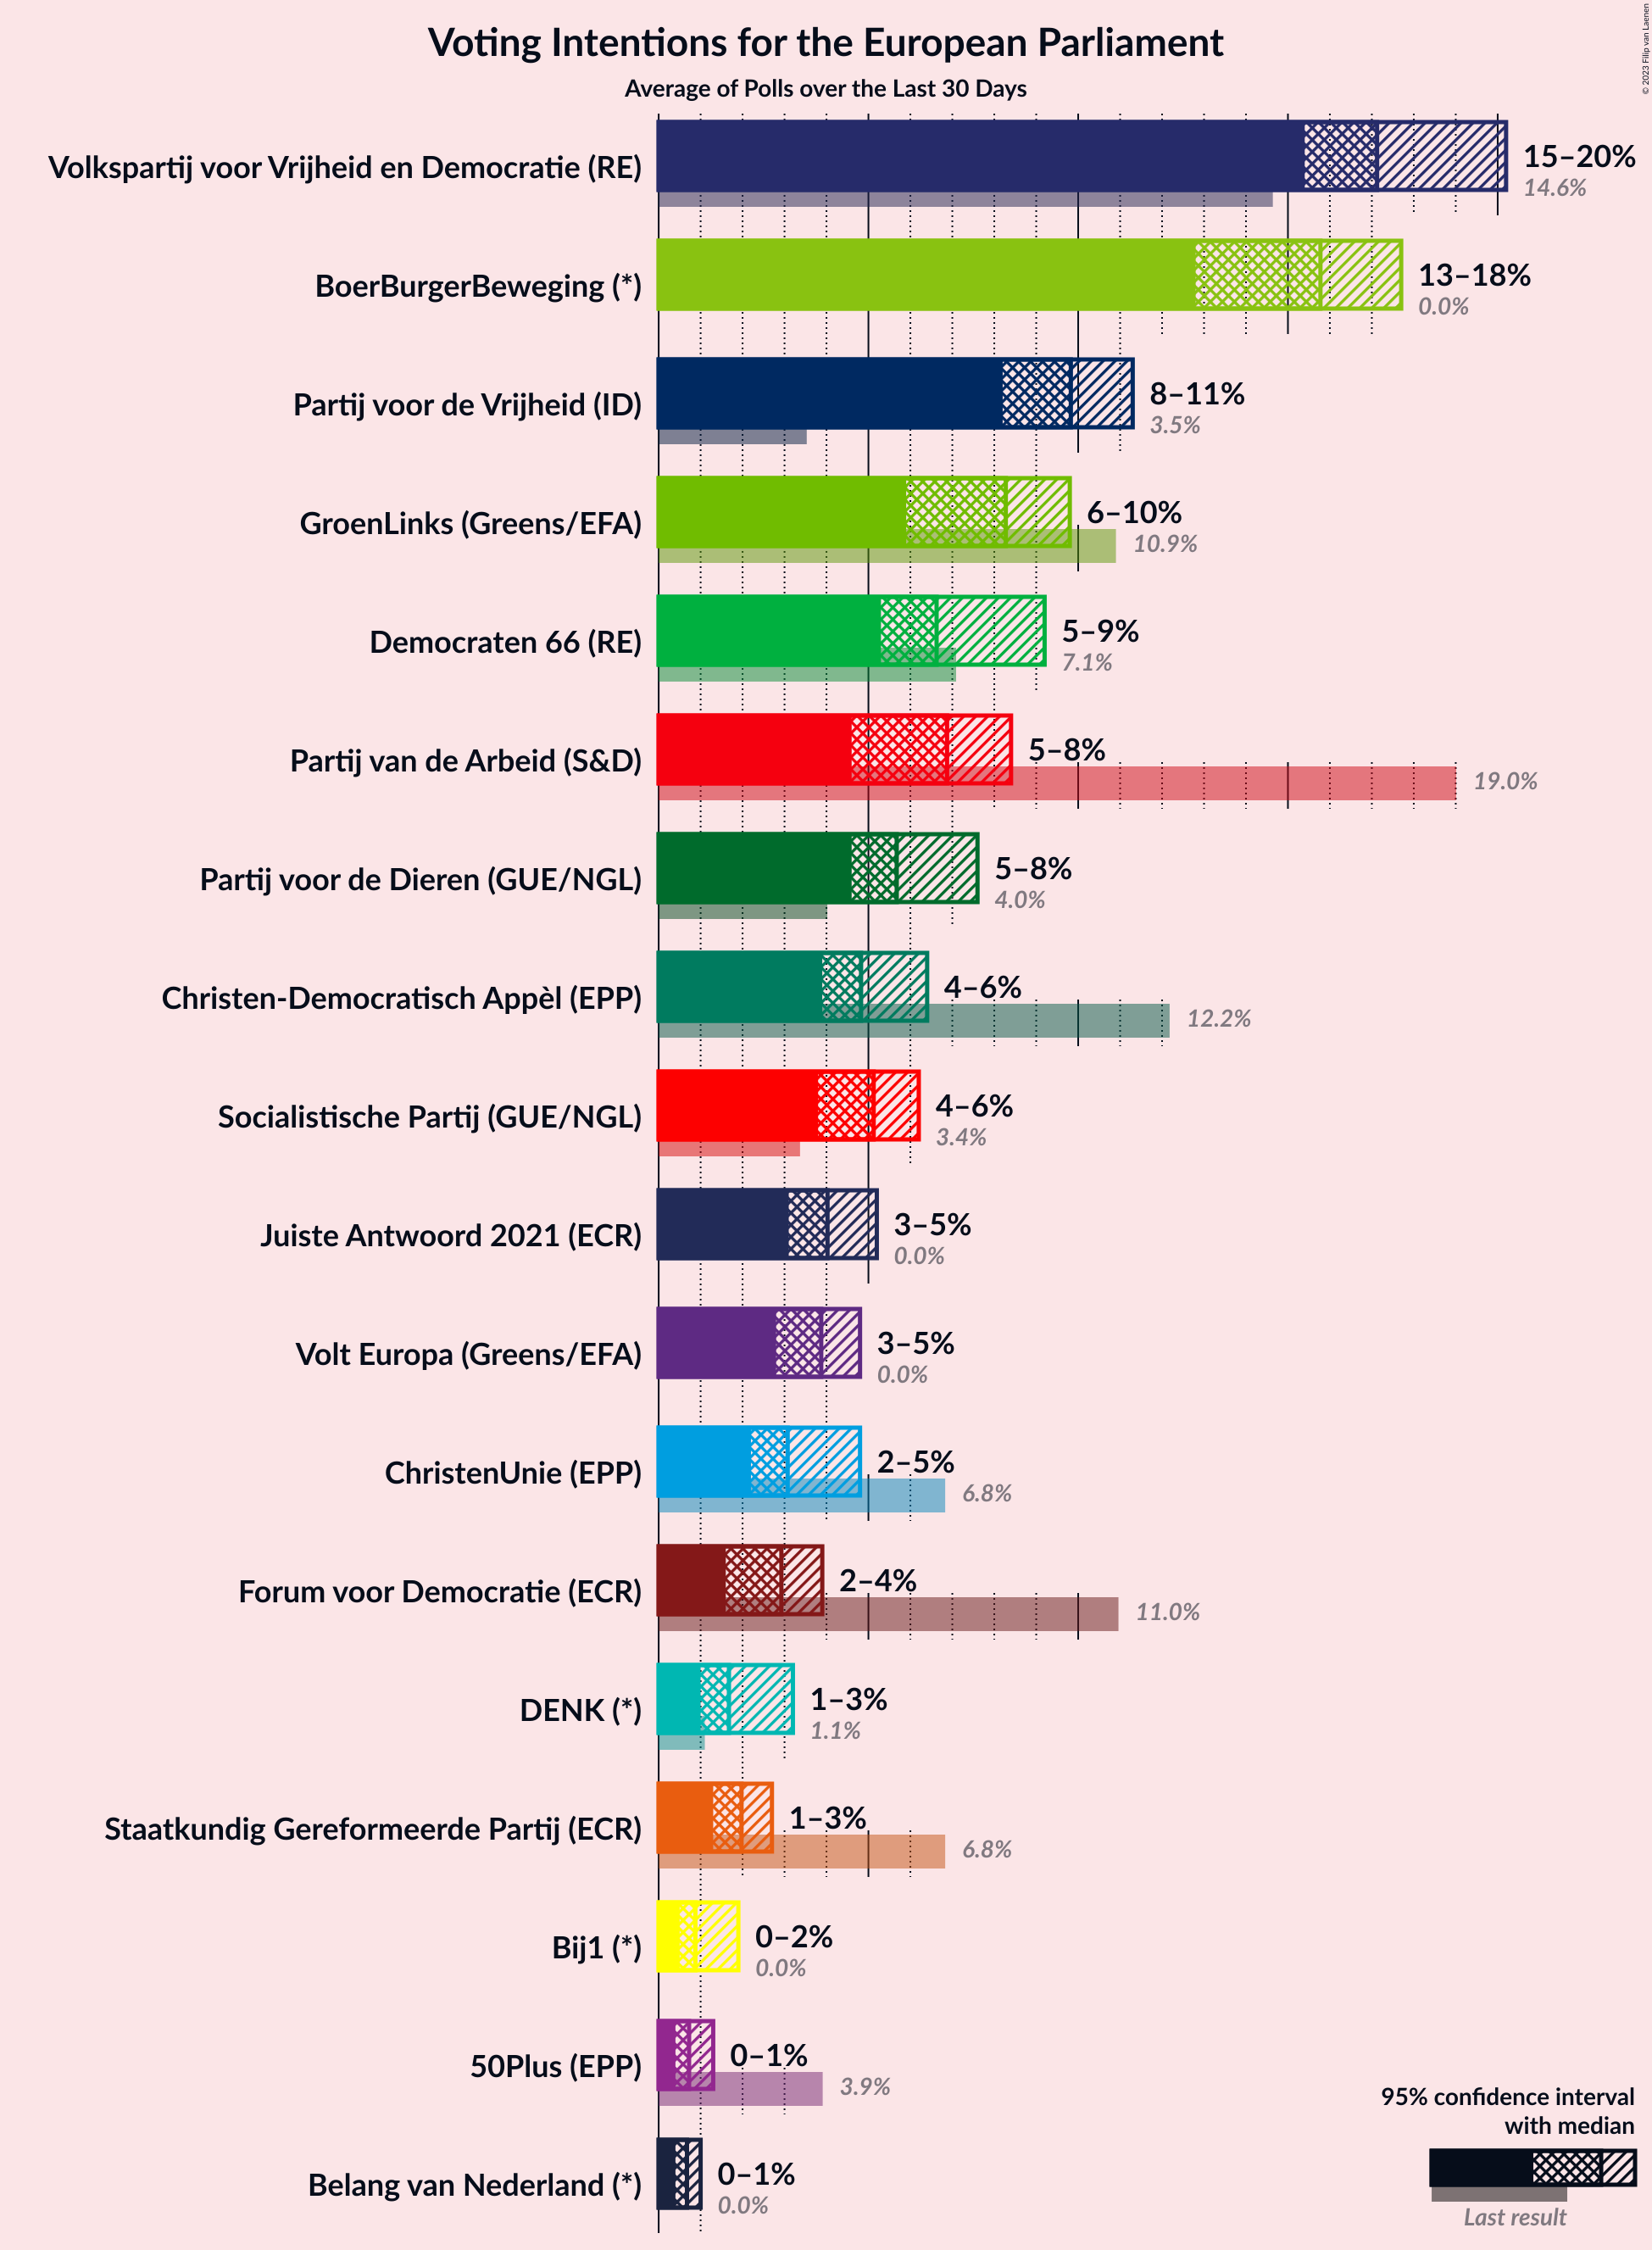 © 2023 Filip van Laenen
Voting Intentions for the European Parliament
Average of Polls over the Last 30 Days
Volkspartij voor Vrijheid en Democratie (RE)
15–20%
14.6%
BoerBurgerBeweging (*)
13–18%
0.0%
Partij voor de Vrijheid (ID)
8–11%
3.5%
GroenLinks (Greens/EFA)
6–10%
10.9%
Democraten 66 (RE)
5–9%
7.1%
Partij van de Arbeid (S&D)
5–8%
19.0%
Partij voor de Dieren (GUE/NGL)
5–8%
4.0%
Christen-Democratisch Appèl (EPP)
4–6%
12.2%
Socialistische Partij (GUE/NGL)
4–6%
3.4%
Juiste Antwoord 2021 (ECR)
3–5%
0.0%
Volt Europa (Greens/EFA)
3–5%
0.0%
ChristenUnie (EPP)
2–5%
6.8%
Forum voor Democratie (ECR)
2–4%
11.0%
DENK (*)
1–3%
1.1%
Staatkundig Gereformeerde Partij (ECR)
1–3%
6.8%
Bij1 (*)
0–2%
0.0%
50Plus (EPP)
0–1%
3.9%
Belang van Nederland (*)
0–1%
0.0%
95% confidence interval
with median
Last result